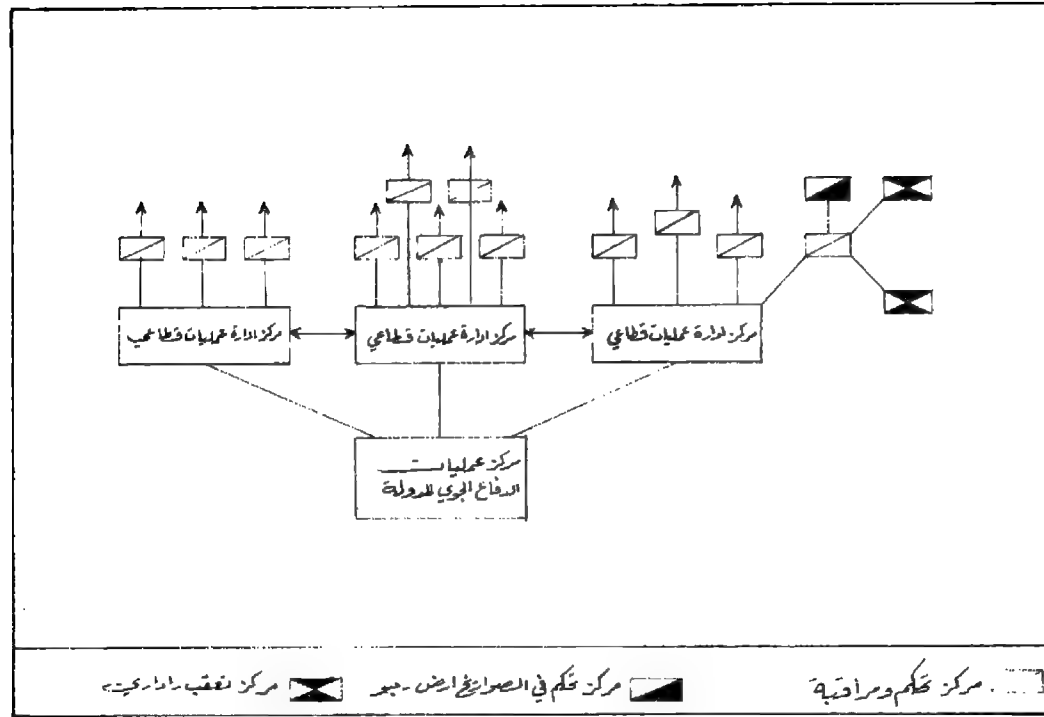 مركز ادارة عمليات قطاعي
مركز ادارة عمليات قطاعي
مركز ادارة عمليات قطاعي
مركز عمليات
الدفاع الجوي للدولة
مركز تحكم ومراقبة
مركز تحكم في الصواريخ ارض - جو
مركز تعقب راداري